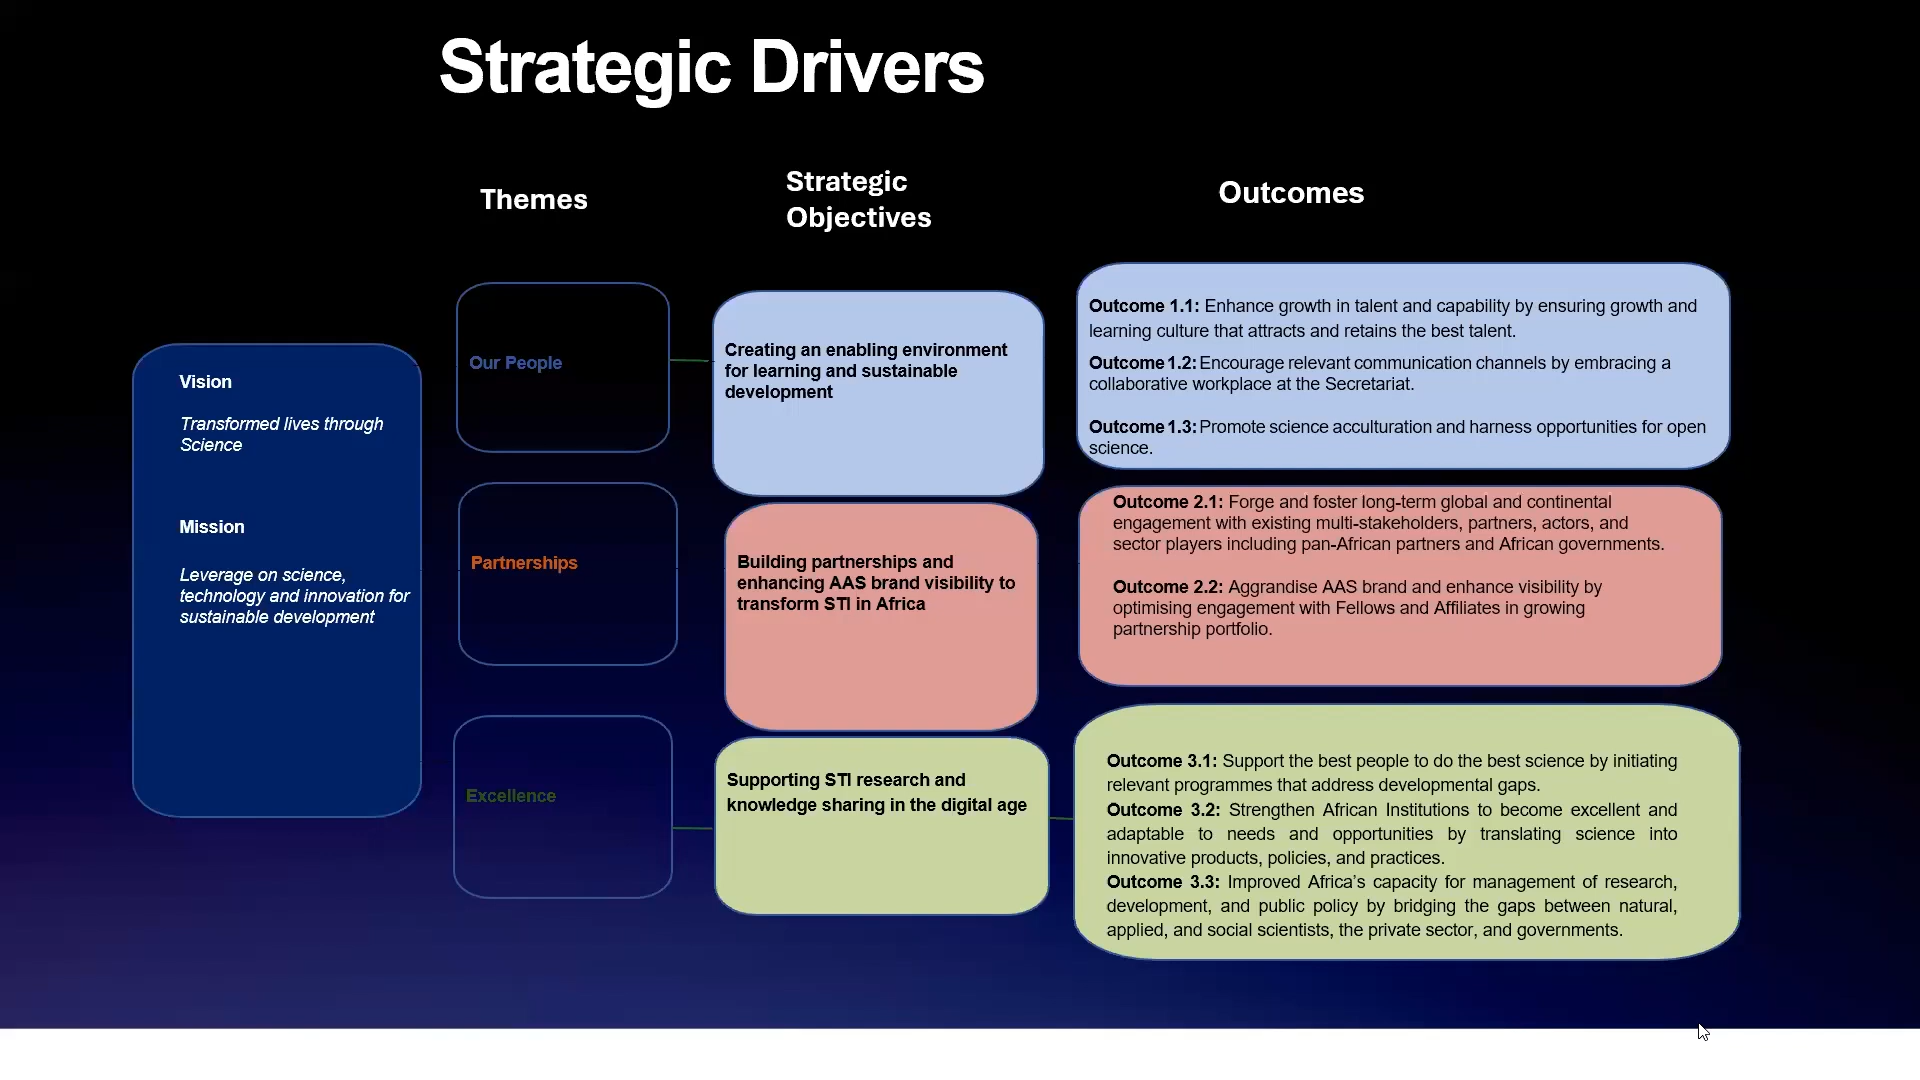 Strategic Drivers
Themes
Strategic
Objectives
Outcomes
Vision
Transformed lives through
Science
Mission
Leverage on science,
technology and innovation for
sustainable development
Our People
Creating an enabling environment
for learning and sustainable
development
Outcome 1.1: Enhance growth in talent and capability by ensuring growth and
learning culture that attracts and retains the best talent.
Outcome 1.2: Encourage relevant communication channels by embracing a
collaborative workplace at the Secretariat.
Outcome 1.3: Promote science acculturation and harness opportunities for open
science.
Partnerships
Building partnerships and
enhancing AAS brand visibility to
transform STI in Africa
Outcome 2.1: Forge and foster long-term global and continental
engagement with existing multi-stakeholders, partners, actors, and
sector players including pan-African partners and African governments.
Outcome 2.2: Aggrandise AAS brand and enhance visibility by
optimising engagement with Fellows and Affiliates in growing
partnership portfolio.
Excellence
Supporting STI research and
knowledge sharing in the digital age
Outcome 3.1: Support the best people to do the best science by initiating
relevant programmes that address developmental gaps.
Outcome 3.2: Strengthen African Institutions to become excellent and
adaptable to needs and opportunities by translating science into
innovative products, policies, and practices.
Outcome 3.3: Improved Africa's capacity for management of research,
development, and public policy by bridging the gaps between natural,
applied, and social scientists, the private sector, and governments.